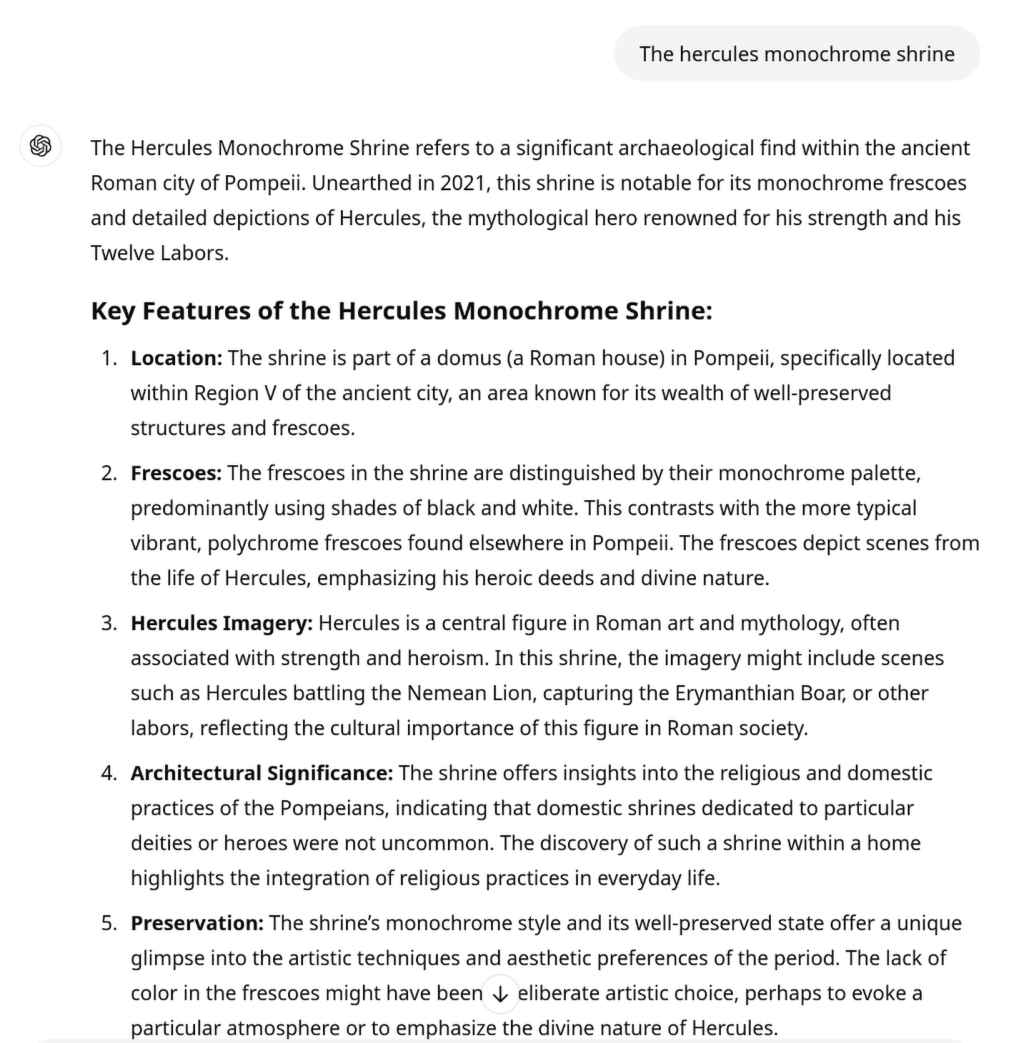 The hercules monochrome shrine
The Hercules Monochrome Shrine refers to a significant archaeological find within the ancient
Roman city of Pompeii. Unearthed in 2021, this shrine is notable for its monochrome frescoes
and detailed depictions of Hercules, the mythological hero renowned for his strength and his
Twelve Labors.
Key Features of the Hercules Monochrome Shrine:
1. Location: The shrine is part of a domus (a Roman house) in Pompeii, specifically located
within Region V of the ancient city, an area known for its wealth of well-preserved
structures and frescoes.
2. Frescoes: The frescoes in the shrine are distinguished by their monochrome palette,
predominantly using shades of black and white. This contrasts with the more typical
vibrant, polychrome frescoes found elsewhere in Pompeii. The frescoes depict scenes from
the life of Hercules, emphasizing his heroic deeds and divine nature.
3. Hercules Imagery: Hercules is a central figure in Roman art and mythology, often
associated with strength and heroism. In this shrine, the imagery might include scenes
such as Hercules battling the Nemean Lion, capturing the Erymanthian Boar, or other
labors, reflecting the cultural importance of this figure in Roman society.
4. Architectural Significance: The shrine offers insights into the religious and domestic
practices of the Pompeians, indicating that domestic shrines dedicated to particular
deities or heroes were not uncommon. The discovery of such a shrine within a home
highlights the integration of religious practices in everyday life.
5. Preservation: The shrine's monochrome style and its well-preserved state offer a unique
glimpse into the artistic techniques and aesthetic preferences of the period. The lack of
color in the frescoes might have been eliberate artistic choice, perhaps to evoke a
particular atmosphere or to emphasize the divine nature of Hercules.